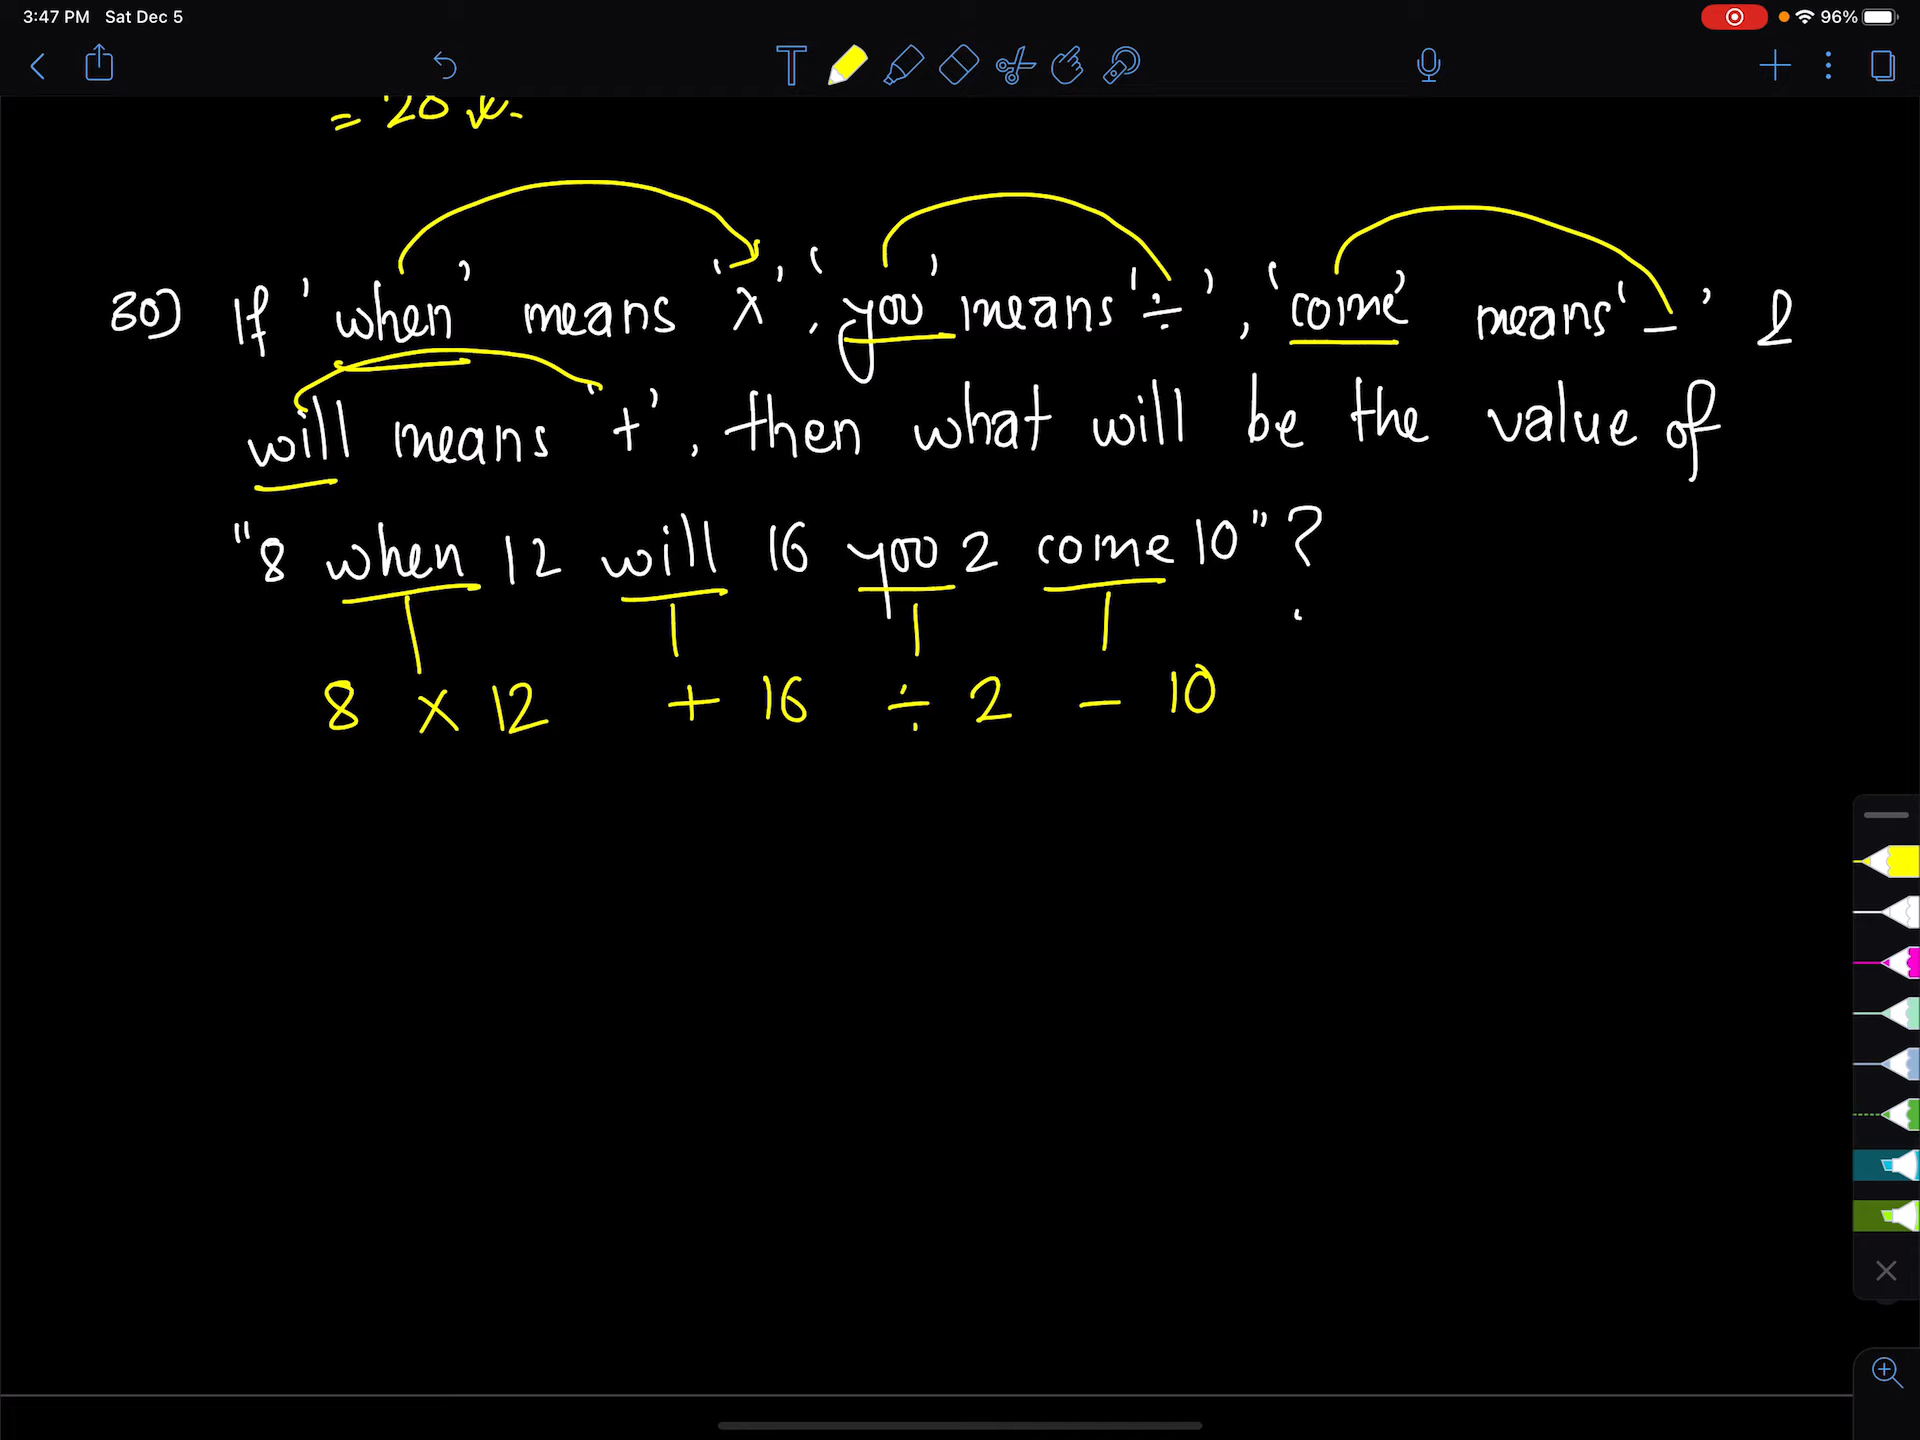 3:47 PM Sat Dec 5
96%
= 20
30) If 'when' means '×', 'you' means '÷', 'come' means '−' &
will means '+', then what will be the value of
"8 when 12 will 16 you 2 come 10"?
8 × 12 + 16 ÷ 2 − 10